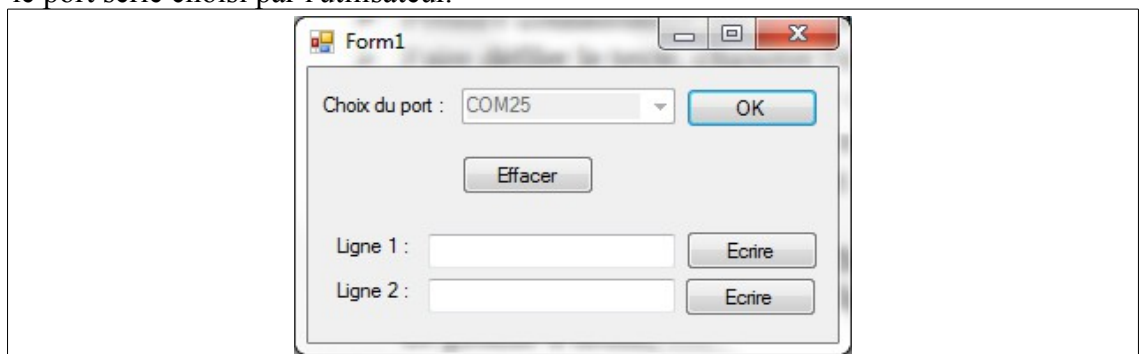 le port série choisi par l'utilisateur.
Form1
Choix du port : COM25 OK
Effacer
Ligne 1 : Ecrire
Ligne 2 : Ecrire